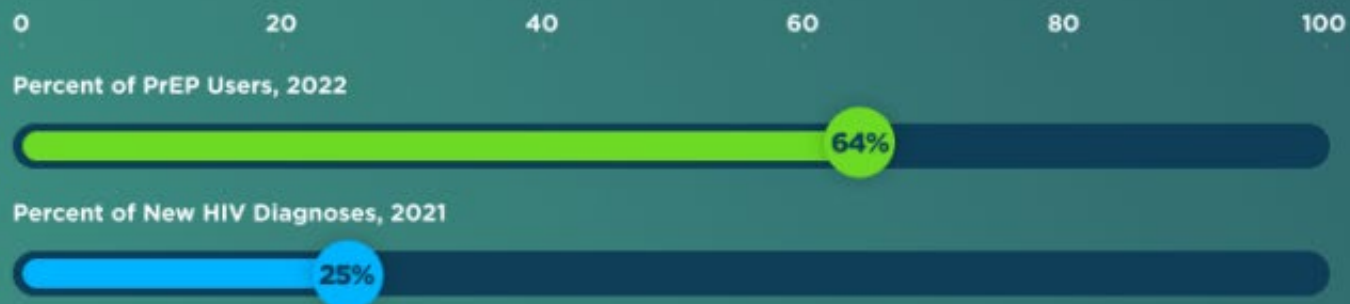 0 20 40 60 80 100
Percent of PrEP Users, 2022
64%
Percent of New HIV Diagnoses, 2021
25%